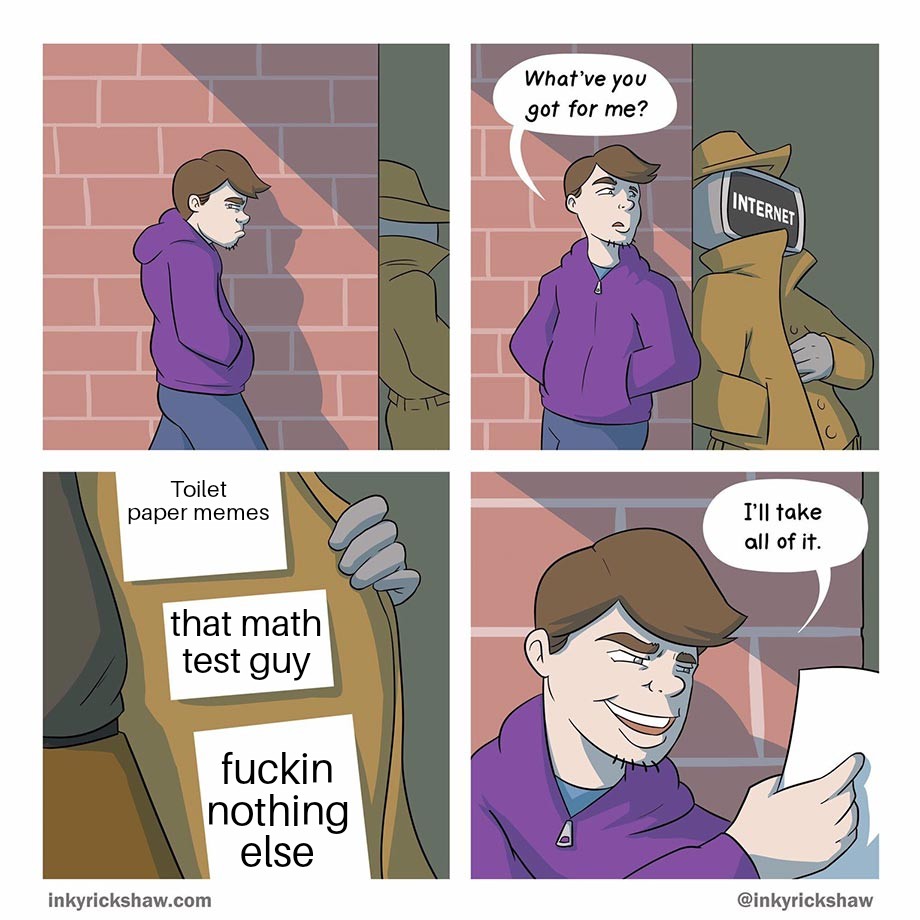 What've you
got for me?
INTERNET
Toilet
paper memes
that math
test guy
fuckin
nothing
else
I'll take
all of it.
inkyrickshaw.com
@inkyrickshaw